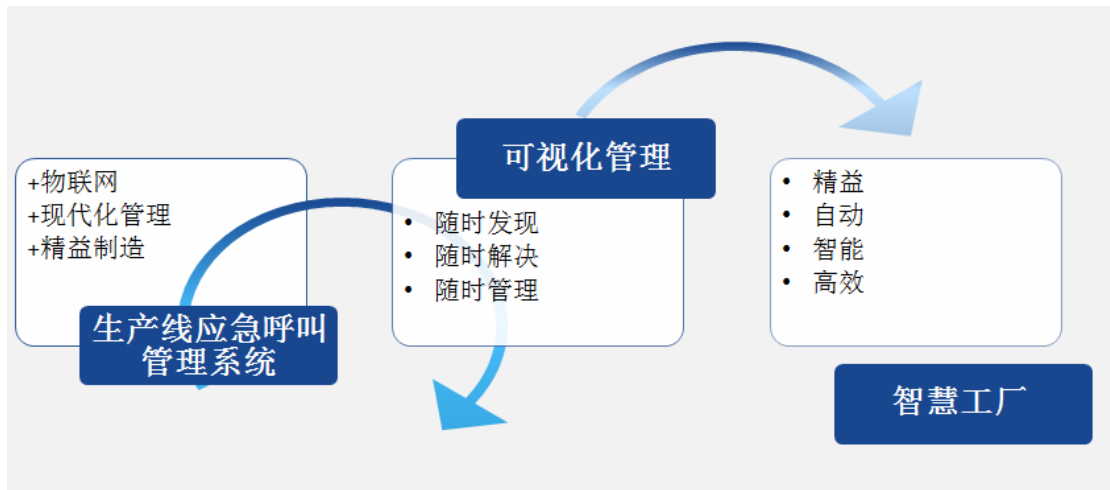 +物联网
+现代化管理
+精益制造
生产线应急呼叫
管理系统
可视化管理
• 随时发现
• 随时解决
• 随时管理
• 精益
• 自动
• 智能
• 高效
智慧工厂